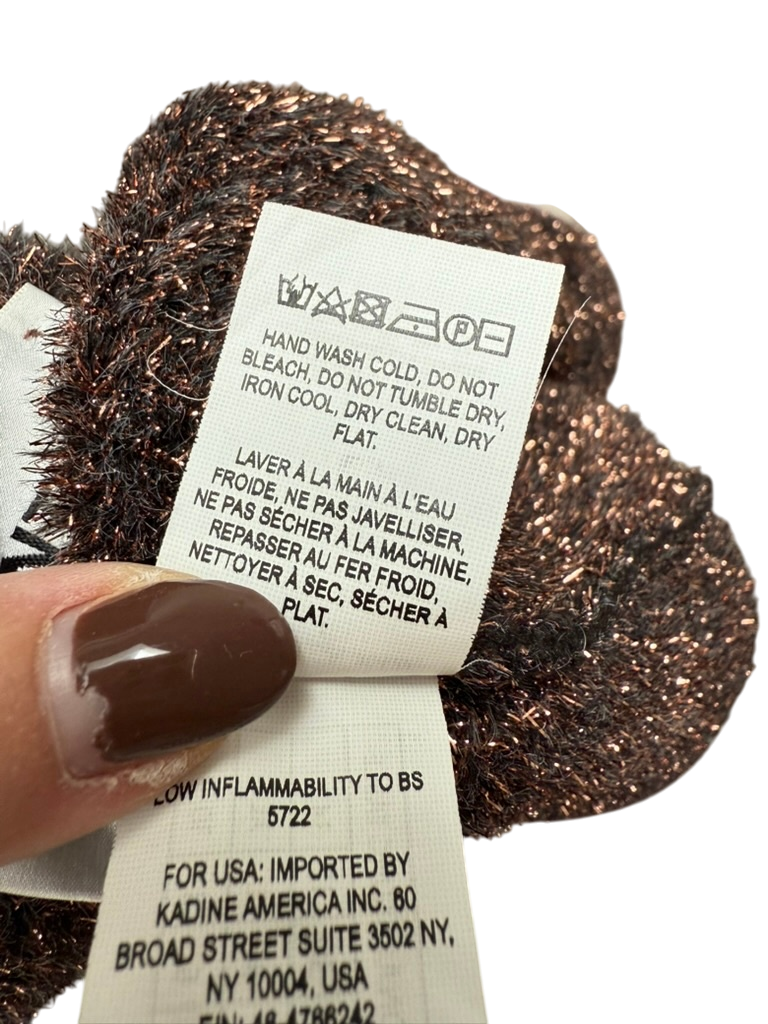 HAND WASH COLD, DO NOT
BLEACH, DO NOT TUMBLE DRY,
IRON COOL, DRY CLEAN, DRY
FLAT.
LAVER À LA MAIN À L'EAU
FROIDE, NE PAS JAVELLISER,
NE PAS SÉCHER À LA MACHINE,
REPASSER AU FER FROID,
NETTOYER À SEC, SÉCHER À
PLAT.
LOW INFLAMMABILITY TO BS
5722
FOR USA: IMPORTED BY
KADINE AMERICA INC. 60
BROAD STREET SUITE 3502 NY,
NY 10004, USA
EIN: 48-4786242